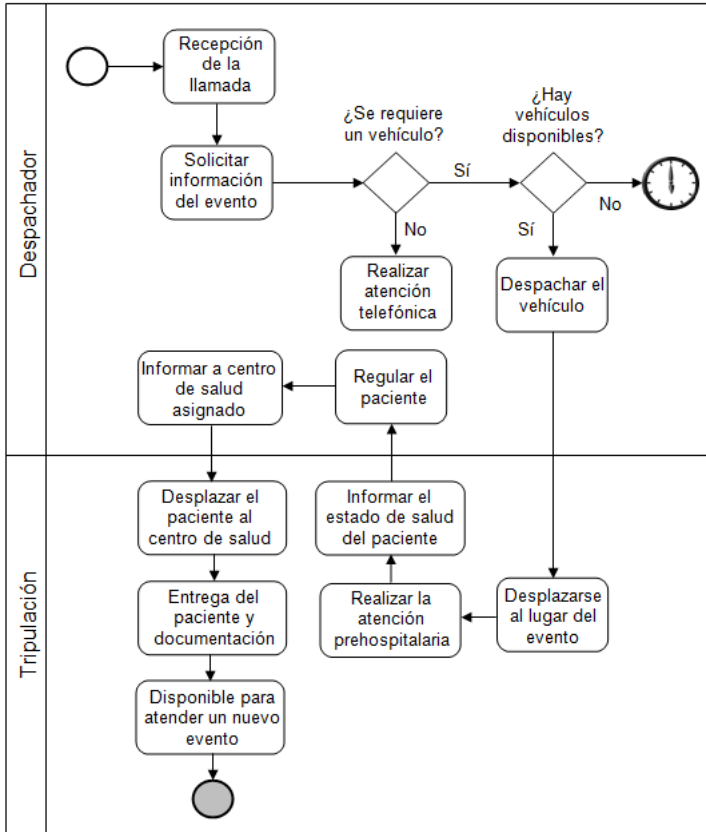 Despachador
Recepción
de la
llamada
Solicitar
información
del evento
¿Se requiere
un vehículo?
Sí
No
Realizar
atención
telefónica
¿Hay
vehículos
disponibles?
No
Sí
Despachar el
vehículo
Informar a centro
de salud
asignado
Regular el
paciente
Tripulación
Desplazar el
paciente al
centro de salud
Informar el
estado de salud
del paciente
Entrega del
paciente y
documentación
Realizar la
atención
prehospitalaria
Desplazarse
al lugar del
evento
Disponible para
atender un nuevo
evento